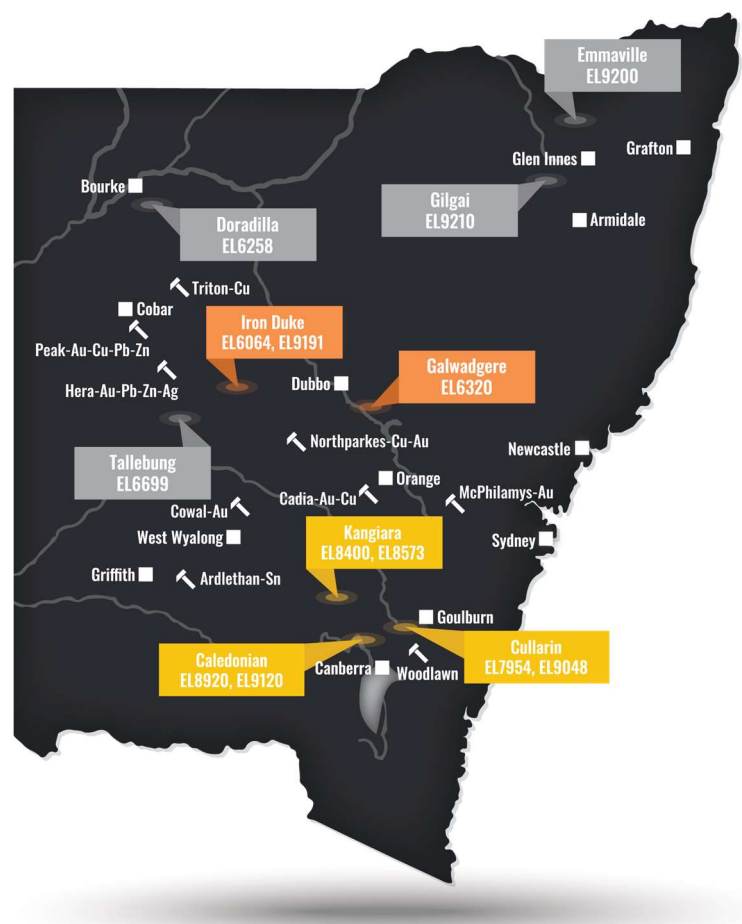 Emmaville
EL9200
Grafton
Glen Innes
Bourke
Gilgai
EL9210
Armidale
Doradilla
EL6258
Triton-Cu
Cobar
Iron Duke
EL6064, EL9191
Peak-Au-Cu-Pb-Zn
Hera-Au-Pb-Zn-Ag
Dubbo
Galwadgere
EL6320
Northparkes-Cu-Au
Newcastle
Tallebung
EL6699
Orange
Cadia-Au-Cu
McPhilamys-Au
Cowal-Au
Kangiara
EL8400, EL8573
West Wyalong
Sydney
Griffith
Ardlethan-Sn
Goulburn
Caledonian
EL8920, EL9120
Canberra
Woodlawn
Cullarin
EL7954, EL9048